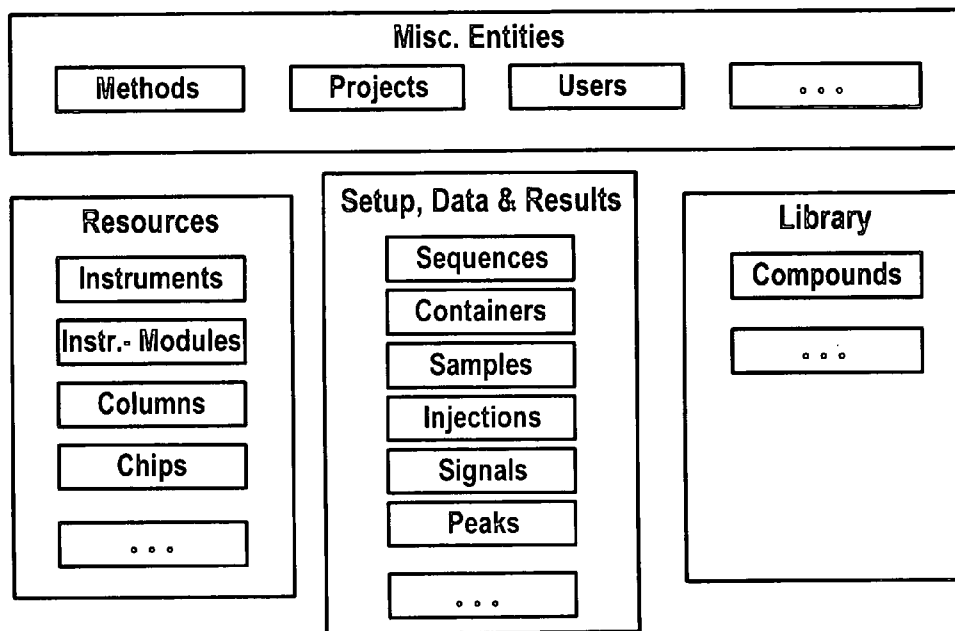 Misc. Entities
Methods
Projects
Users
...
Resources
Instruments
Instr.- Modules
Columns
Chips
...
Setup, Data & Results
Sequences
Containers
Samples
Injections
Signals
Peaks
...
Library
Compounds
...